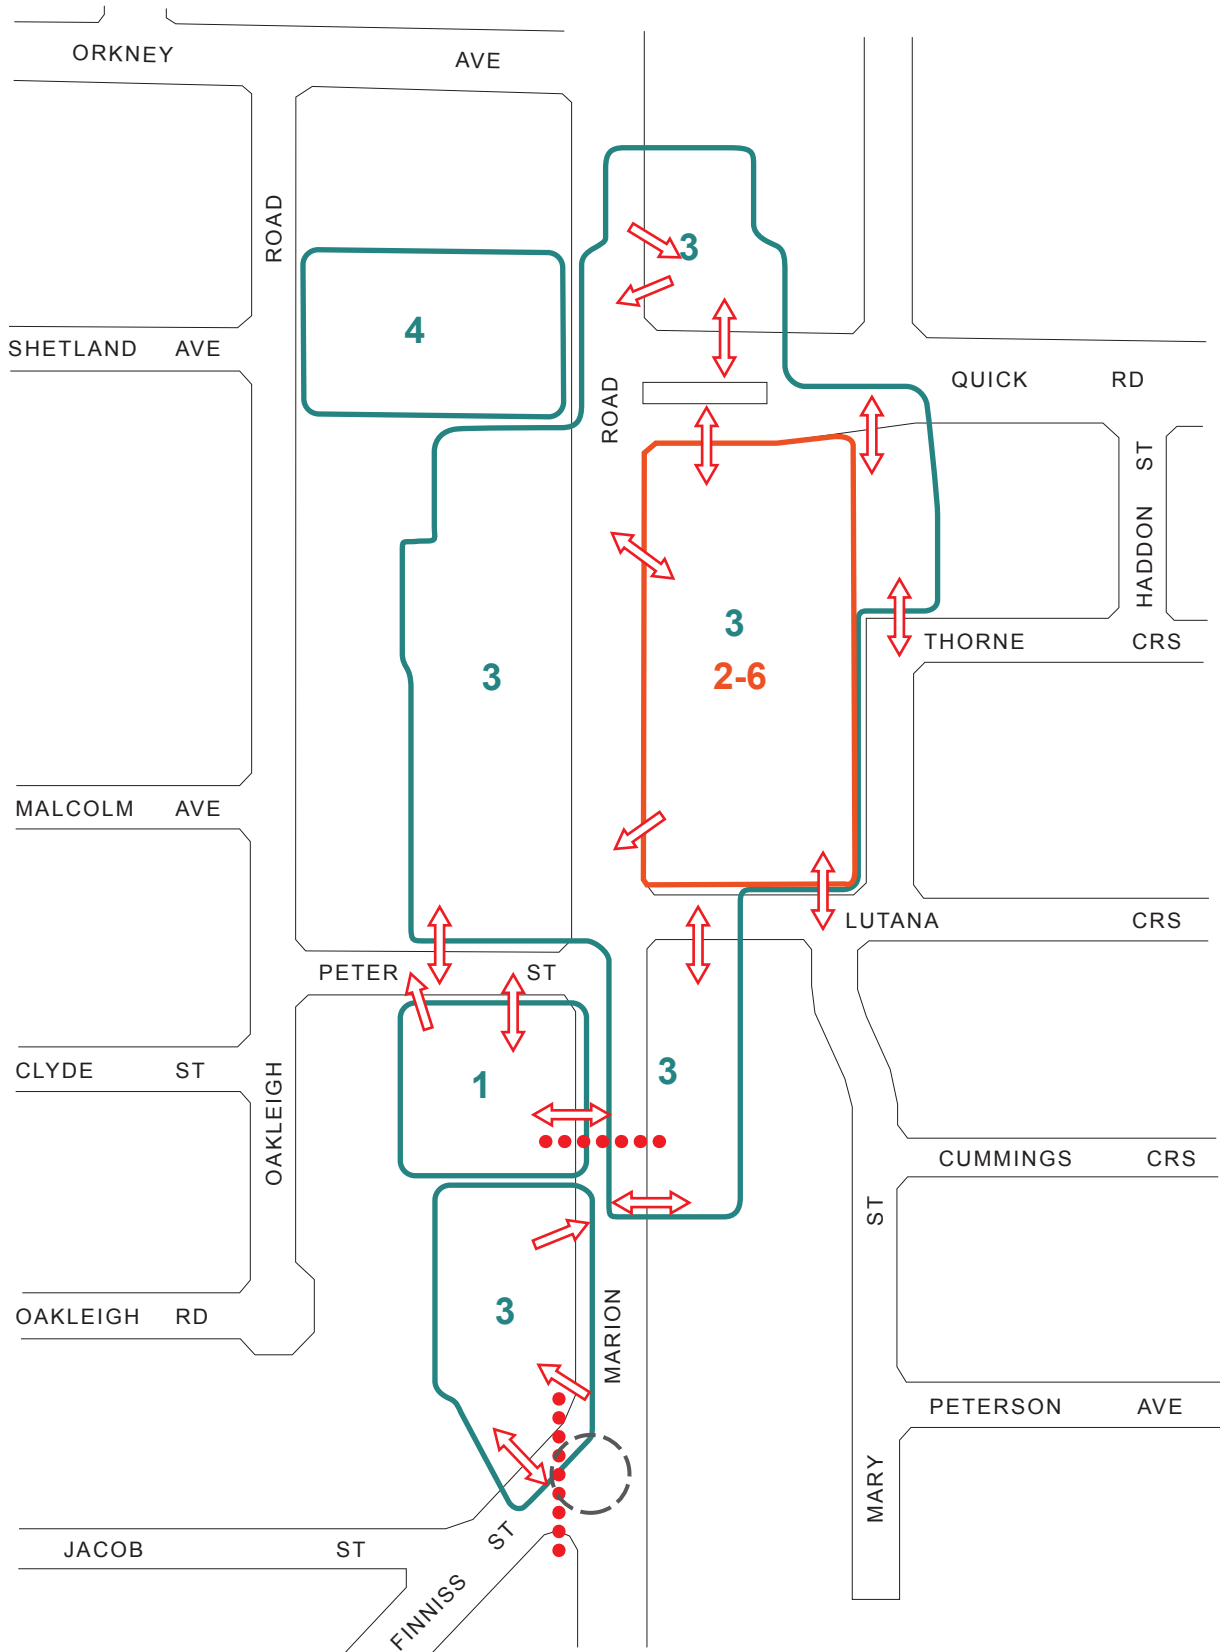 ORKNEY AVE
ROAD
3
4
SHETLAND AVE
ROAD
QUICK RD
HADDON ST
3
2-6
3
THORNE CRS
MALCOLM AVE
LUTANA CRS
PETER ST
CLYDE ST
1
3
OAKLEIGH
CUMMINGS CRS
ST
OAKLEIGH RD
3
MARION
PETERSON AVE
MARY
JACOB ST
FINNISS ST